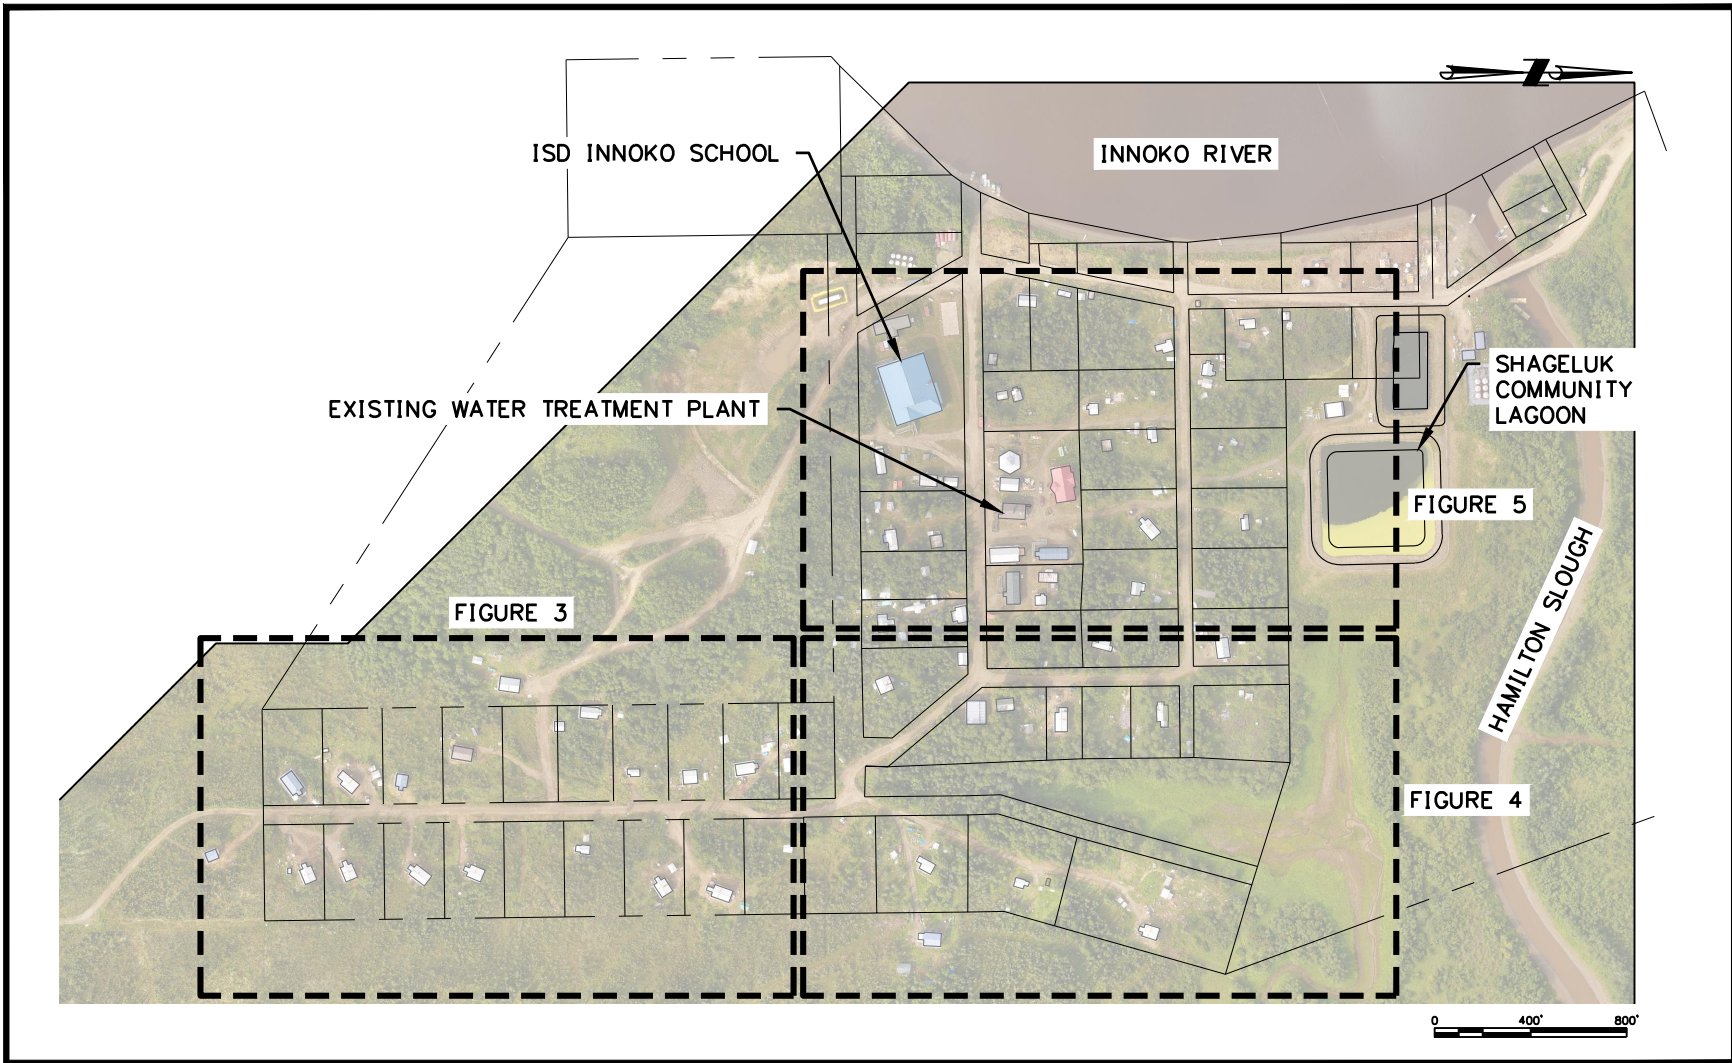 ISD INNOKO SCHOOL
INNOKO RIVER
EXISTING WATER TREATMENT PLANT
SHAGELUK
COMMUNITY
LAGOON
FIGURE 5
HAMILTON SLOUGH
FIGURE 3
FIGURE 4
0 400' 800'
N